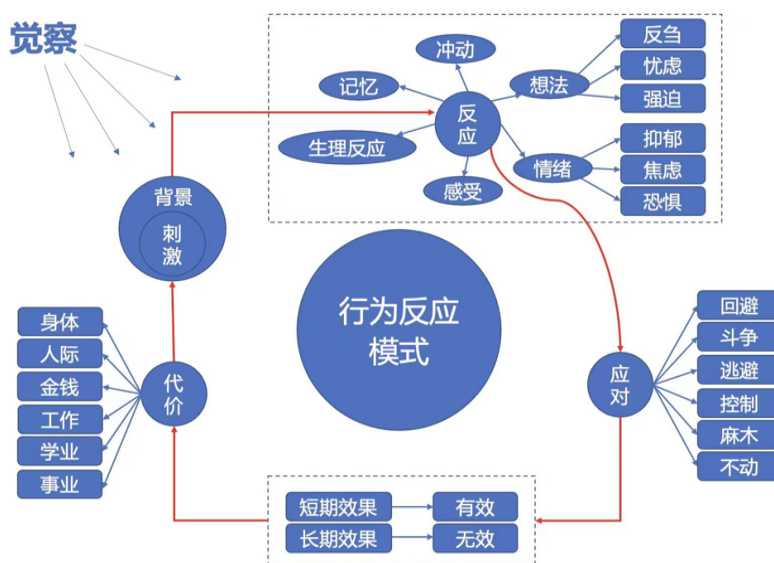 觉察
冲动
记忆
想法
反刍
忧虑
强迫
反
应
生理反应
情绪
抑郁
焦虑
恐惧
感受
背景
刺
激
行为反应
模式
身体
人际
金钱
工作
学业
事业
代
价
应
对
回避
斗争
逃避
控制
麻木
不动
短期效果
有效
长期效果
无效